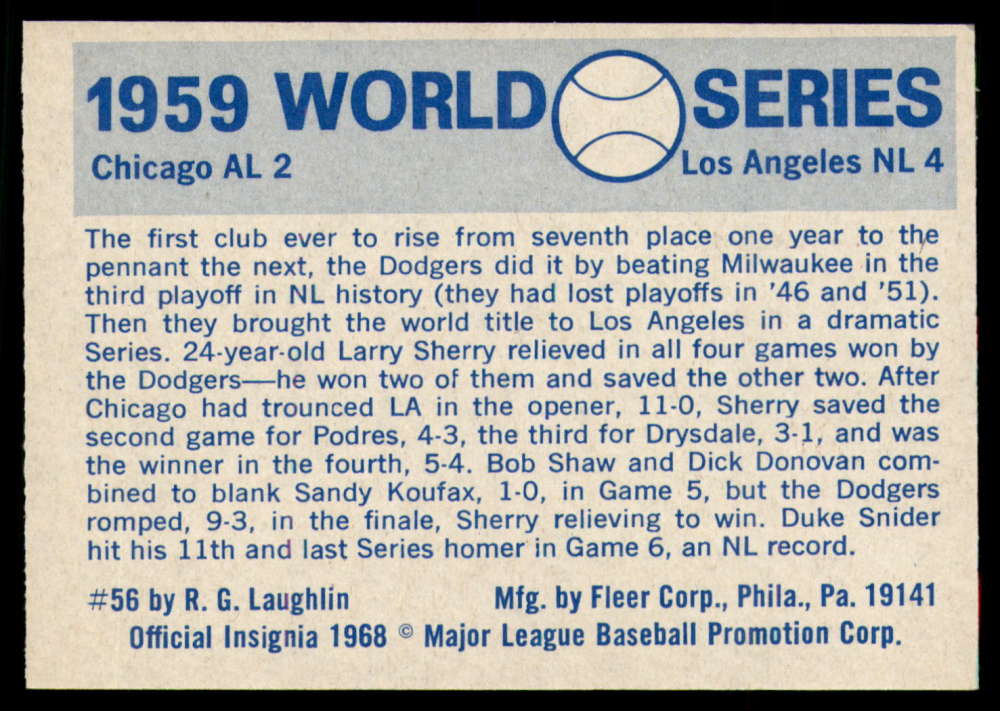 1959 WORLD SERIES
Chicago AL 2 Los Angeles NL 4
The first club ever to rise from seventh place one year to the
pennant the next, the Dodgers did it by beating Milwaukee in the
third playoff in NL history (they had lost playoffs in '46 and '51).
Then they brought the world title to Los Angeles in a dramatic
Series. 24-year-old Larry Sherry relieved in all four games won by
the Dodgers—he won two of them and saved the other two. After
Chicago had trounced LA in the opener, 11-0, Sherry saved the
second game for Podres, 4-3, the third for Drysdale, 3-1, and was
the winner in the fourth, 5-4. Bob Shaw and Dick Donovan com-
bined to blank Sandy Koufax, 1-0, in Game 5, but the Dodgers
romped, 9-3, in the finale, Sherry relieving to win. Duke Snider
hit his 11th and last Series homer in Game 6, an NL record.
#56 by R. G. Laughlin Mfg. by Fleer Corp., Phila., Pa. 19141
Official Insignia 1968 © Major League Baseball Promotion Corp.